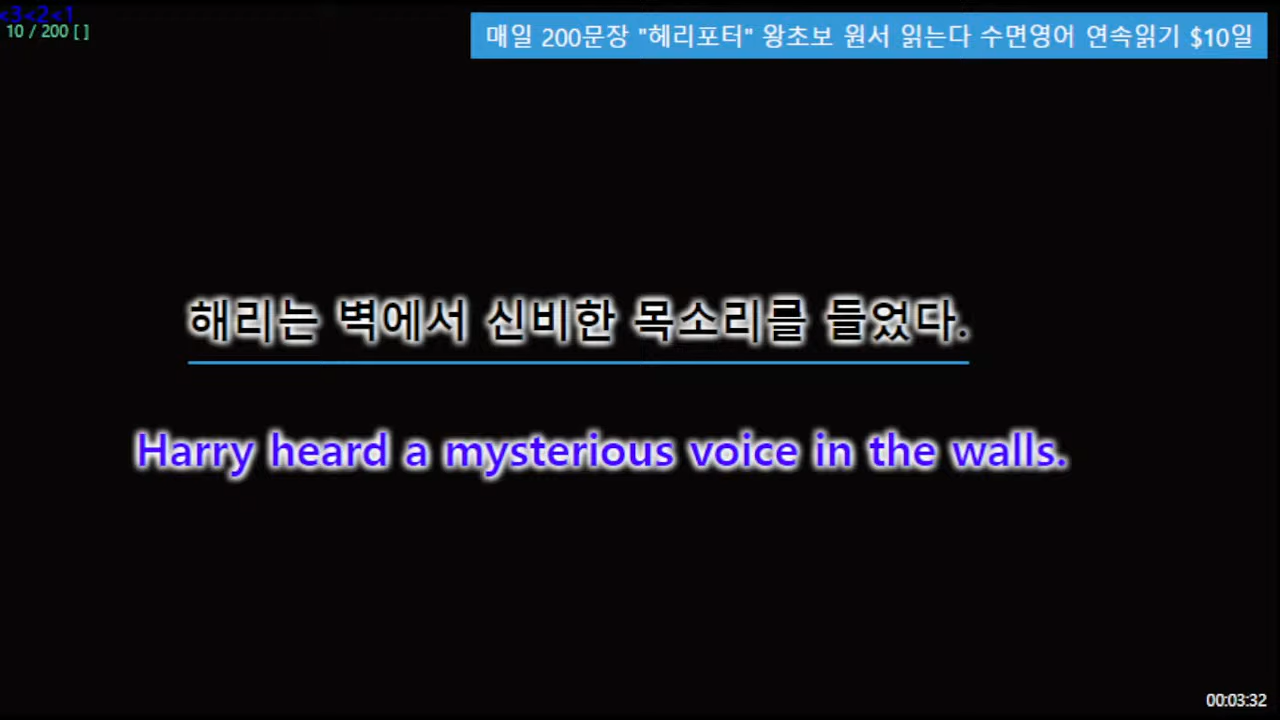 <3<2<1
10 / 200 [ ]
매일 200문장 "헤리포터" 왕초보 원서 읽는다 수면영어 연속읽기 $10일
해리는 벽에서 신비한 목소리를 들었다.
Harry heard a mysterious voice in the walls.
00:03:32